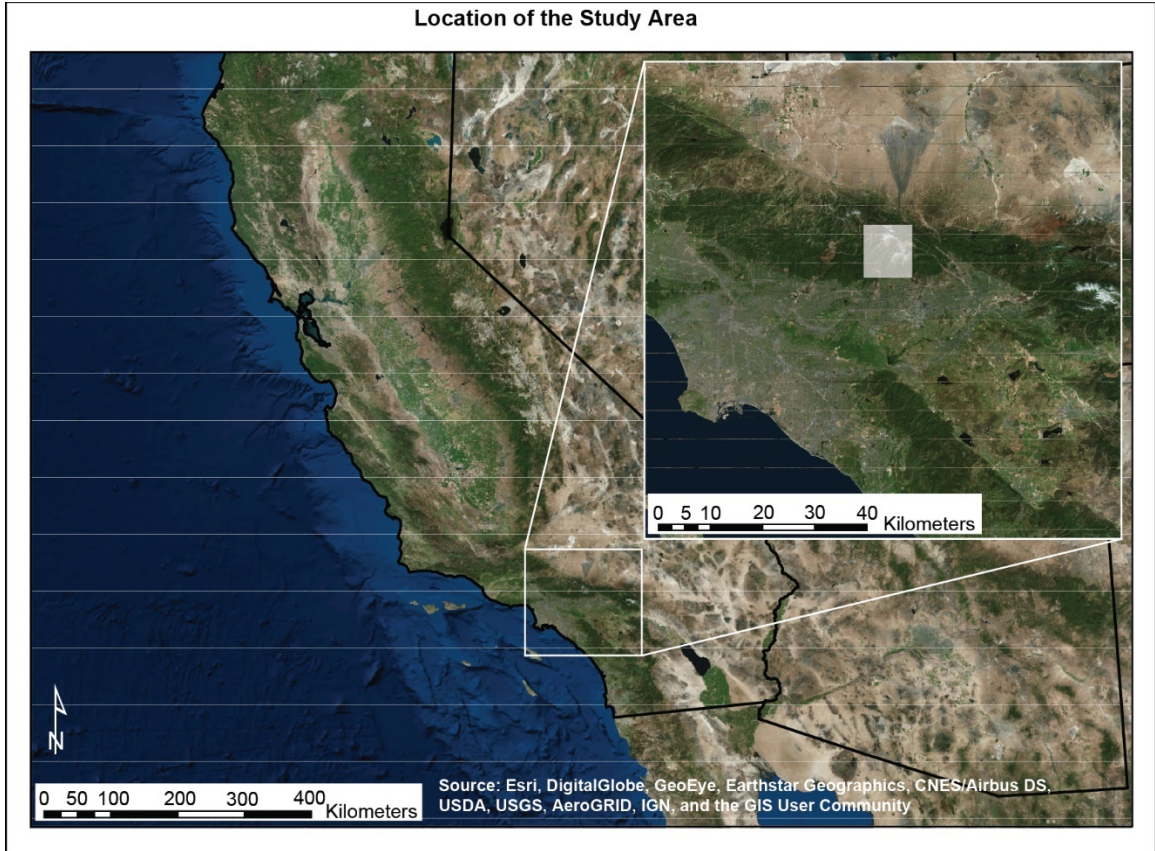 Location of the Study Area
0 5 10 20 30 40 Kilometers
N
0 50 100 200 300 400 Kilometers
Source: Esri, DigitalGlobe, GeoEye, Earthstar Geographics, CNES/Airbus DS,
USDA, USGS, AeroGRID, IGN, and the GIS User Community